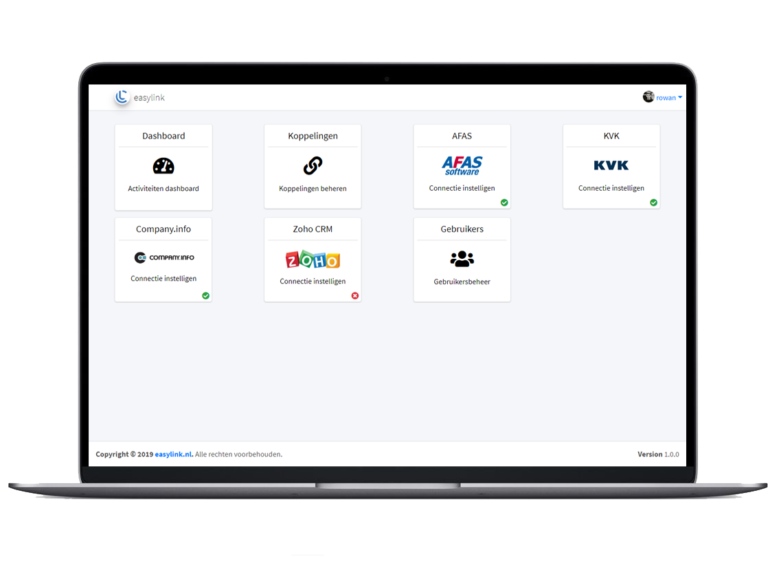 easylink
rowan
Dashboard
Koppelingen
AFAS
KVK
AFAS
software
KVK
Activiteiten dashboard
Koppelingen beheren
Connectie instelligen
Connectie instelligen
Company.info
Zoho CRM
Gebruikers
COMPANY.INFO
ZOHO
Connectie instelligen
Connectie instelligen
Gebruikersbeheer
Copyright © 2019 easylink.nl. Alle rechten voorbehouden.
Version 1.0.0